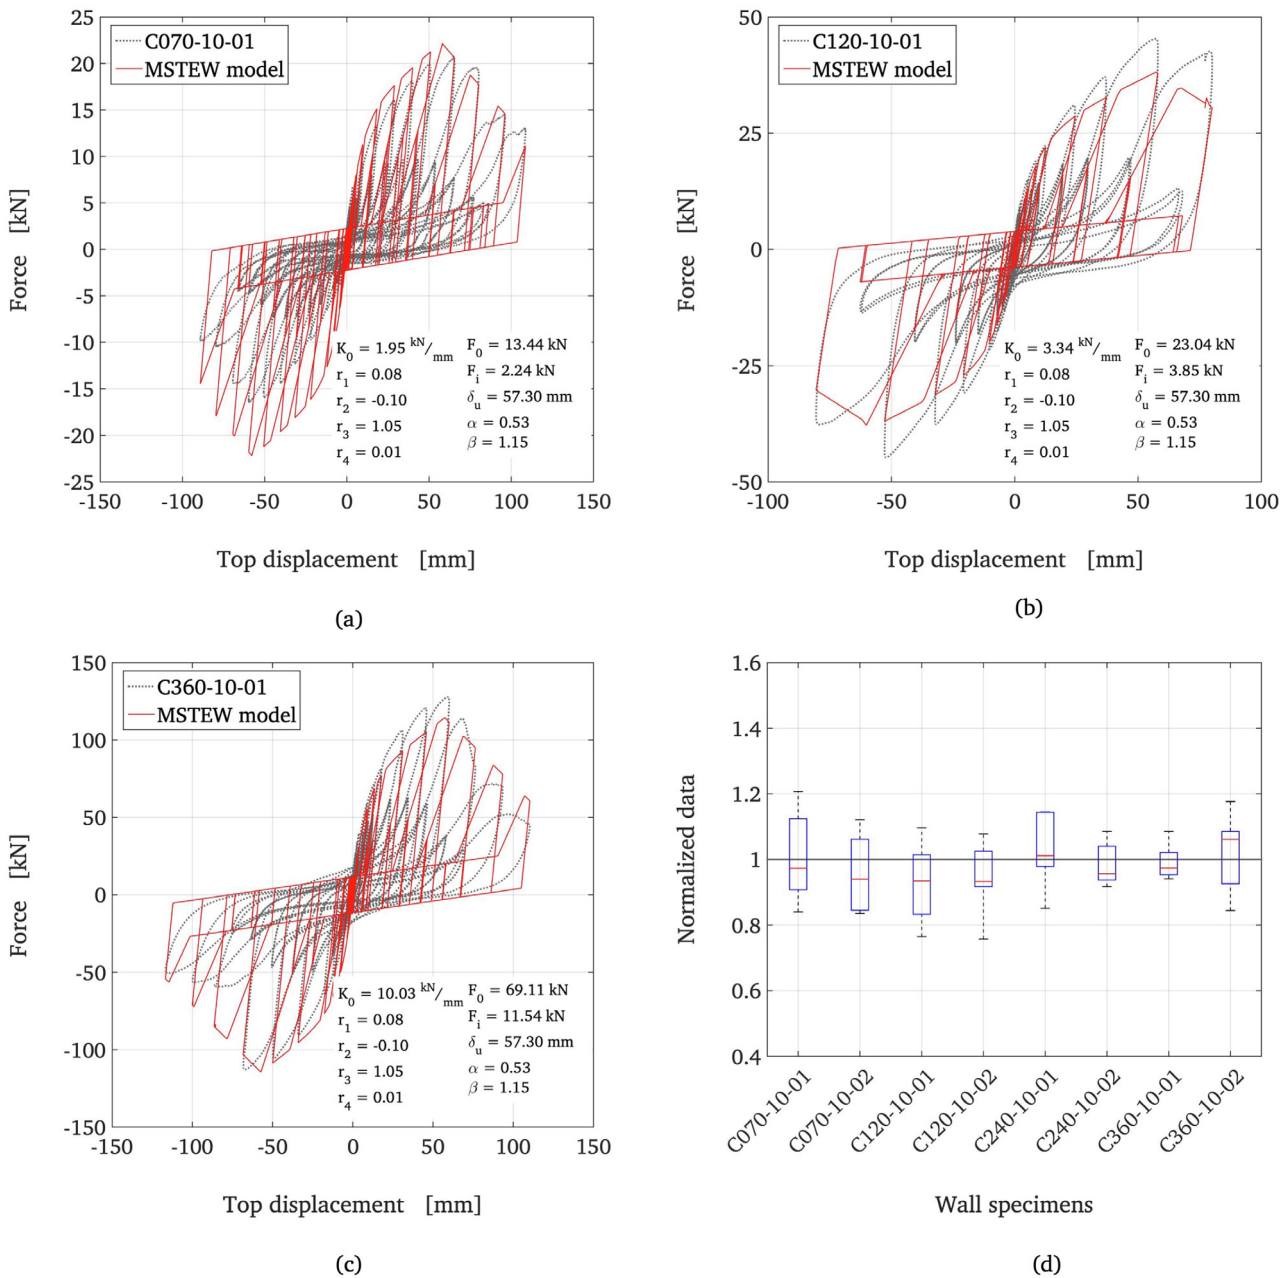 25
20
15
10
5
0
-5
-10
-15
-20
-25
-150
-100
-50
0
50
100
150
C070-10-01
MSTEW model
K0 = 1.95 kN/mm
r1 = 0.08
r2 = -0.10
r3 = 1.05
r4 = 0.01
F0 = 13.44 kN
Fi = 2.24 kN
δu = 57.30 mm
α = 0.53
β = 1.15
Force [kN]
Top displacement [mm]
(a)
50
25
0
-25
-50
-100
-50
0
50
100
C120-10-01
MSTEW model
K0 = 3.34 kN/mm
r1 = 0.08
r2 = -0.10
r3 = 1.05
r4 = 0.01
F0 = 23.04 kN
Fi = 3.85 kN
δu = 57.30 mm
α = 0.53
β = 1.15
Force [kN]
Top displacement [mm]
(b)
150
100
50
0
-50
-100
-150
-150
-100
-50
0
50
100
150
C360-10-01
MSTEW model
K0 = 10.03 kN/mm
r1 = 0.08
r2 = -0.10
r3 = 1.05
r4 = 0.01
F0 = 69.11 kN
Fi = 11.54 kN
δu = 57.30 mm
α = 0.53
β = 1.15
Force [kN]
Top displacement [mm]
(c)
1.6
1.4
1.2
1
0.8
0.6
0.4
Normalized data
C070-10-01
C070-10-02
C120-10-01
C120-10-02
C240-10-01
C240-10-02
C360-10-01
C360-10-02
Wall specimens
(d)